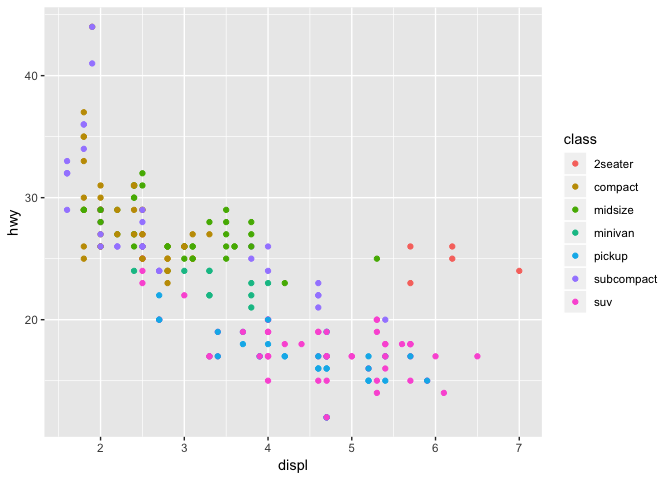 40
30
20
hwy
2 3 4 5 6 7
displ
class
2seater
compact
midsize
minivan
pickup
subcompact
suv